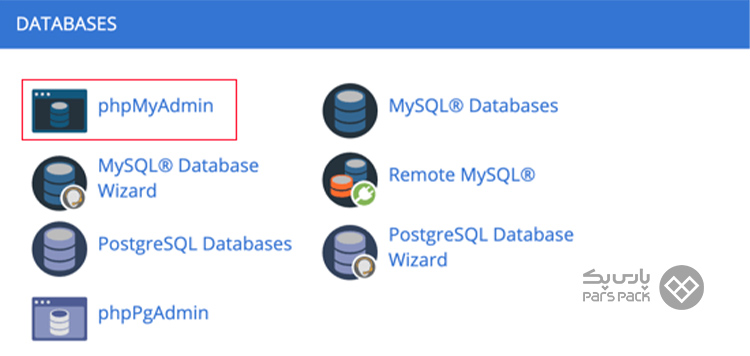 DATABASES
phpMyAdmin
MySQL® Databases
MySQL® Database
Wizard
Remote MySQL®
PostgreSQL Databases
PostgreSQL Database
Wizard
phpPgAdmin
پارس پک
PARS PACK